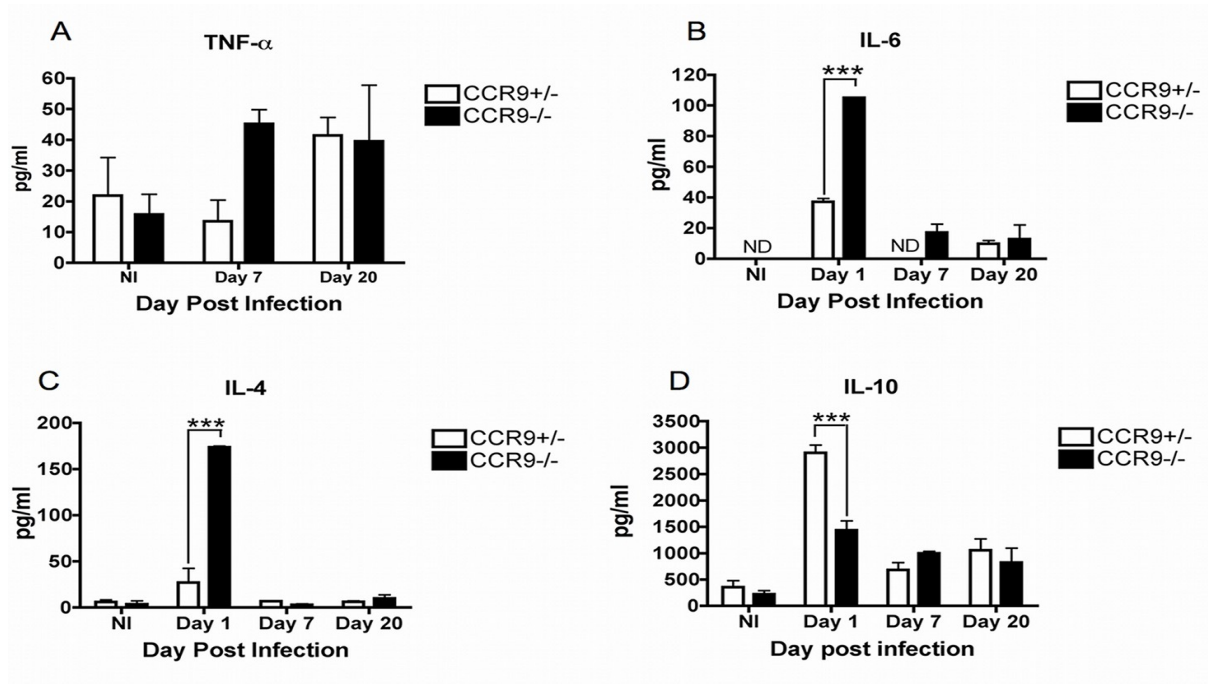 A
TNF-α
60
50
40
30
20
10
0
pg/ml
NI Day 7 Day 20
Day Post Infection
CCR9+/-
CCR9-/-
B
IL-6
120
100
80
60
40
20
0
pg/ml
***
ND ND
NI Day 1 Day 7 Day 20
Day Post Infection
CCR9+/-
CCR9-/-
C
IL-4
200
150
100
50
0
pg/ml
***
NI Day 1 Day 7 Day 20
Day Post Infection
CCR9+/-
CCR9-/-
D
IL-10
3500
3000
2500
2000
1500
1000
500
0
pg/ml
***
NI Day 1 Day 7 Day 20
Day post infection
CCR9+/-
CCR9-/-